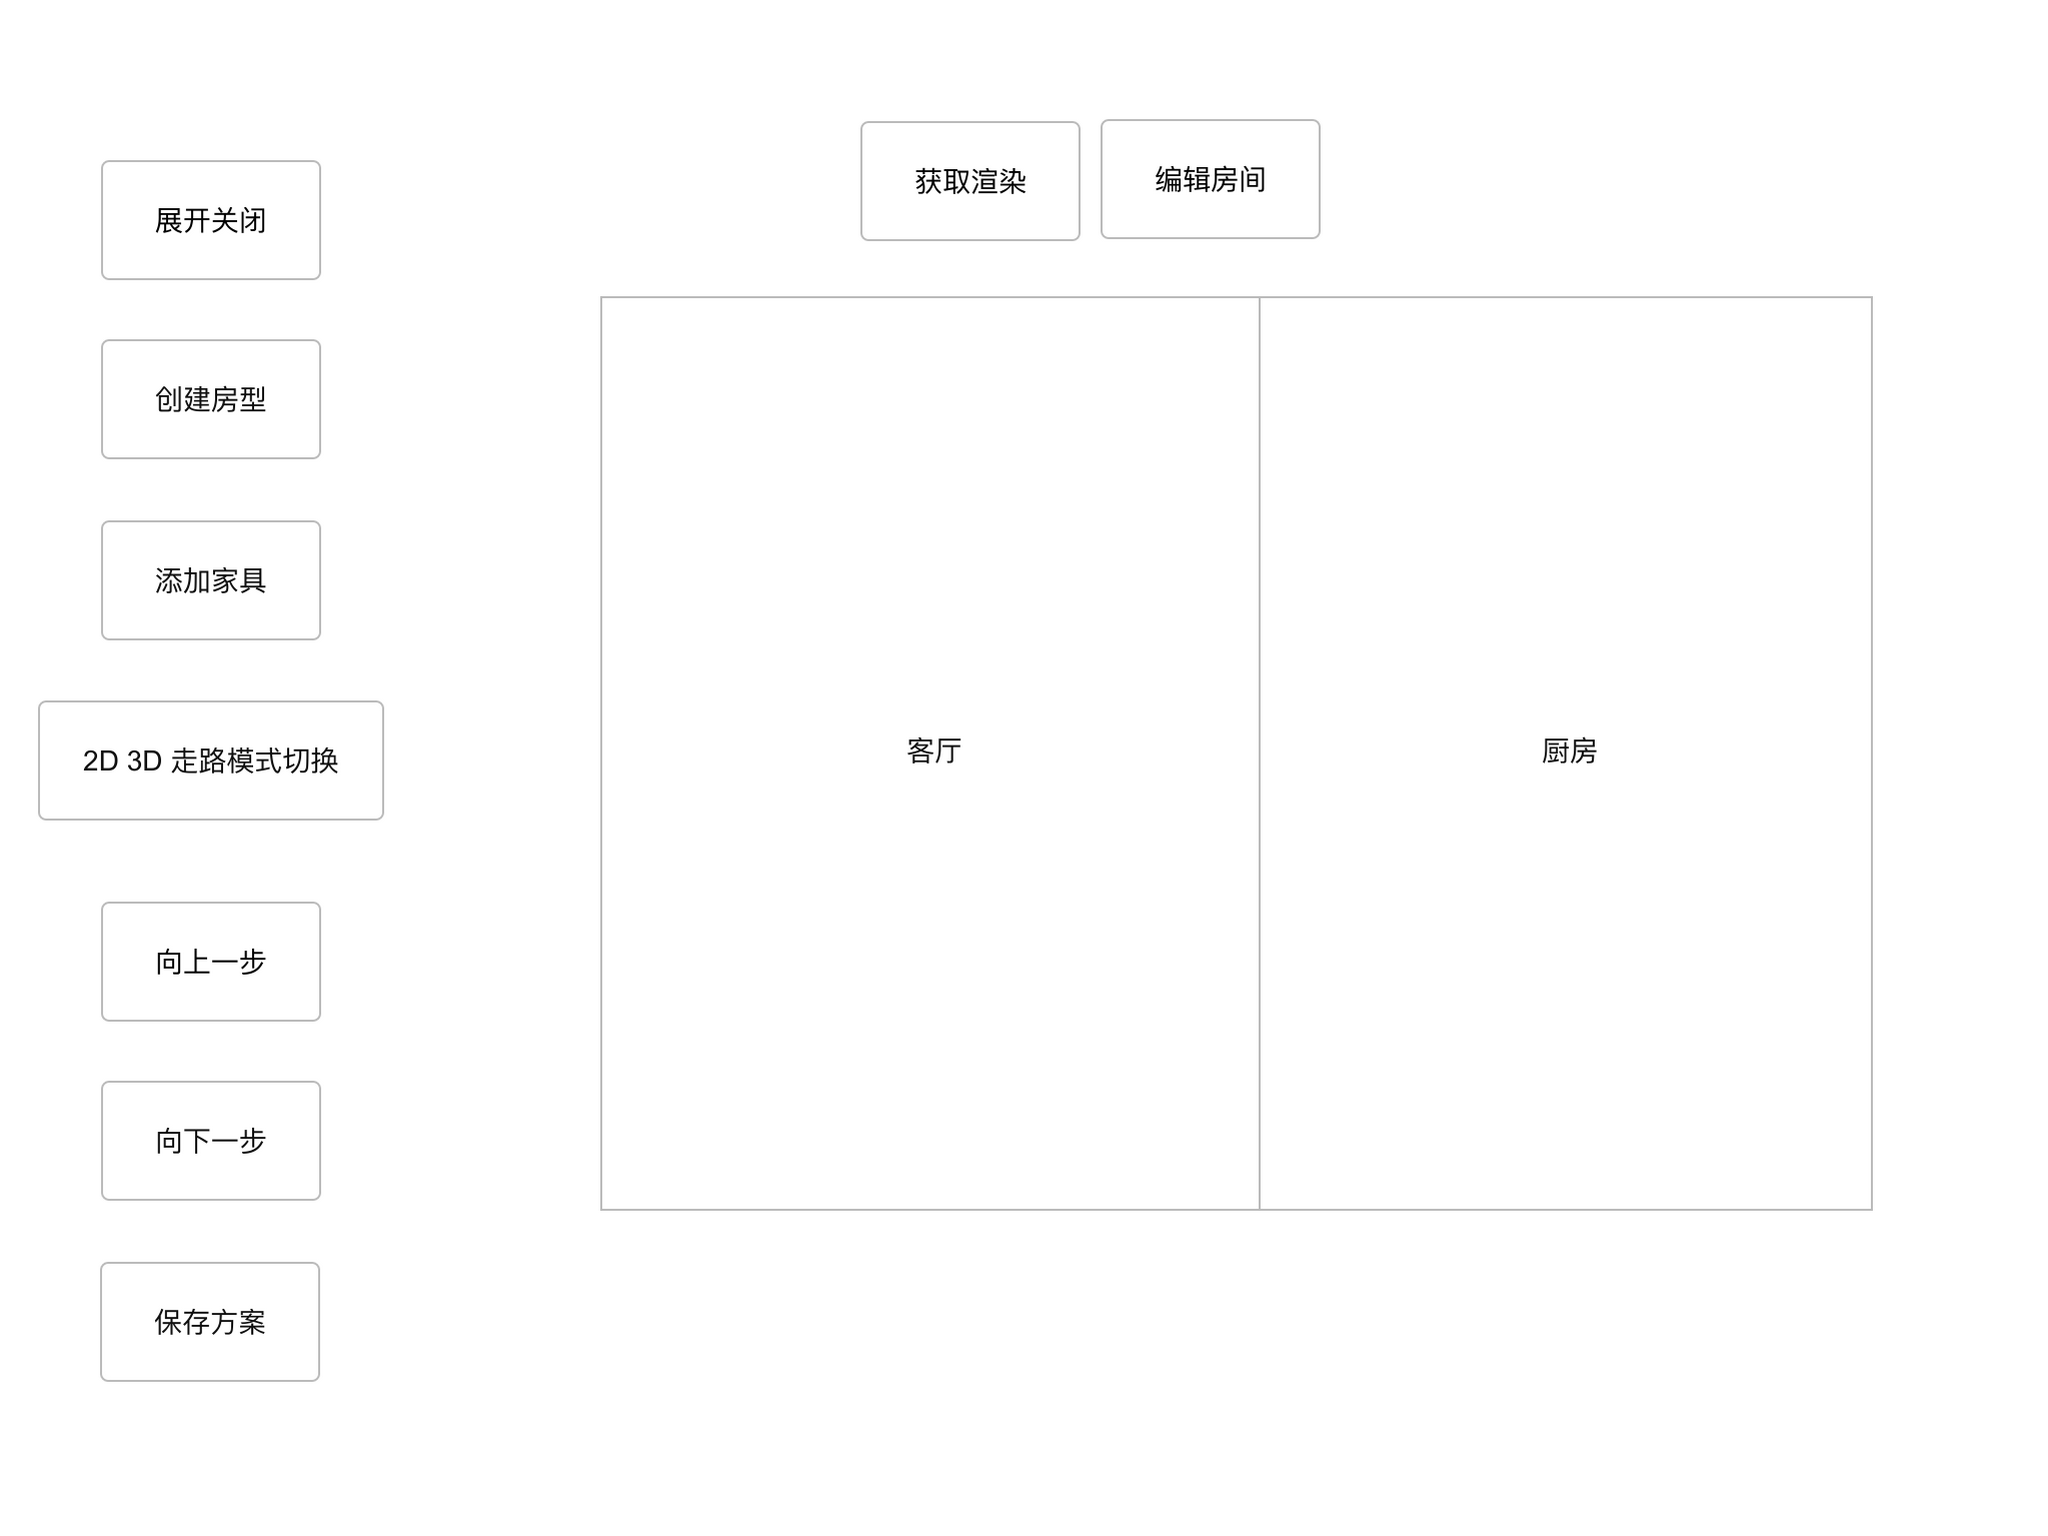 展开关闭
创建房型
添加家具
2D 3D 走路模式切换
向上一步
向下一步
保存方案
获取渲染
编辑房间
客厅
厨房